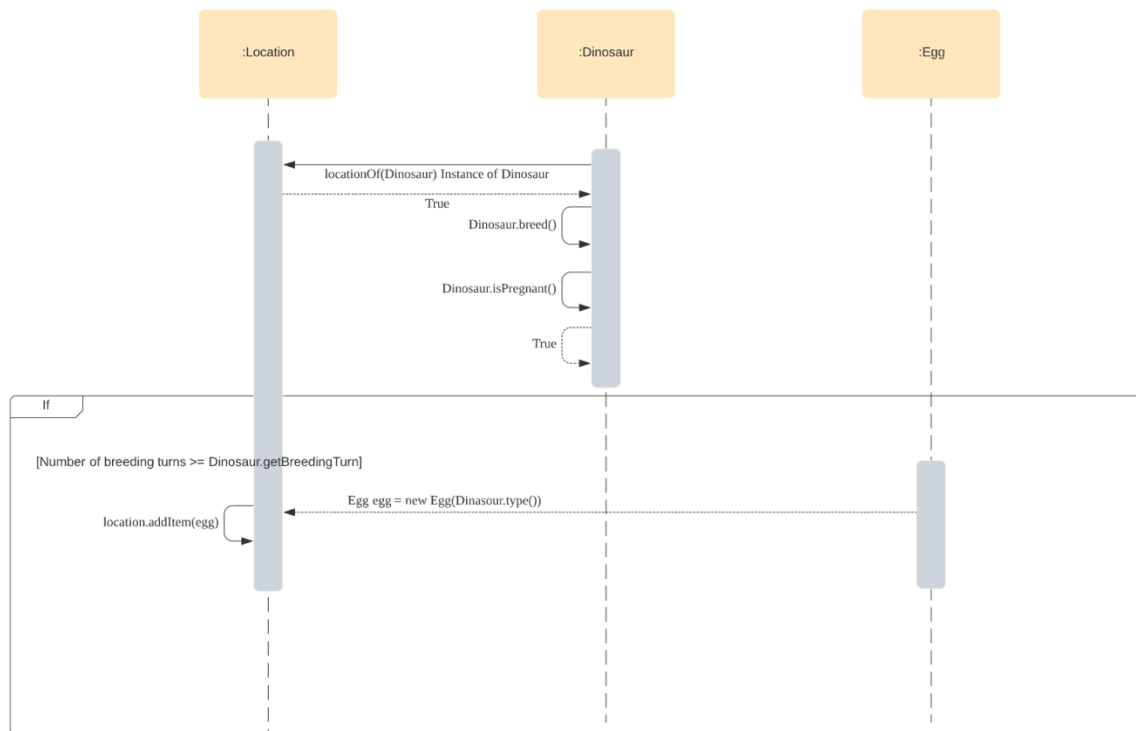 :Location
:Dinosaur
:Egg
locationOf(Dinosaur) Instance of Dinosaur
True
Dinosaur.breed()
Dinosaur.isPregnant()
True
If
[Number of breeding turns >= Dinosaur.getBreedingTurn]
Egg egg = new Egg(Dinasour.type())
location.addItem(egg)